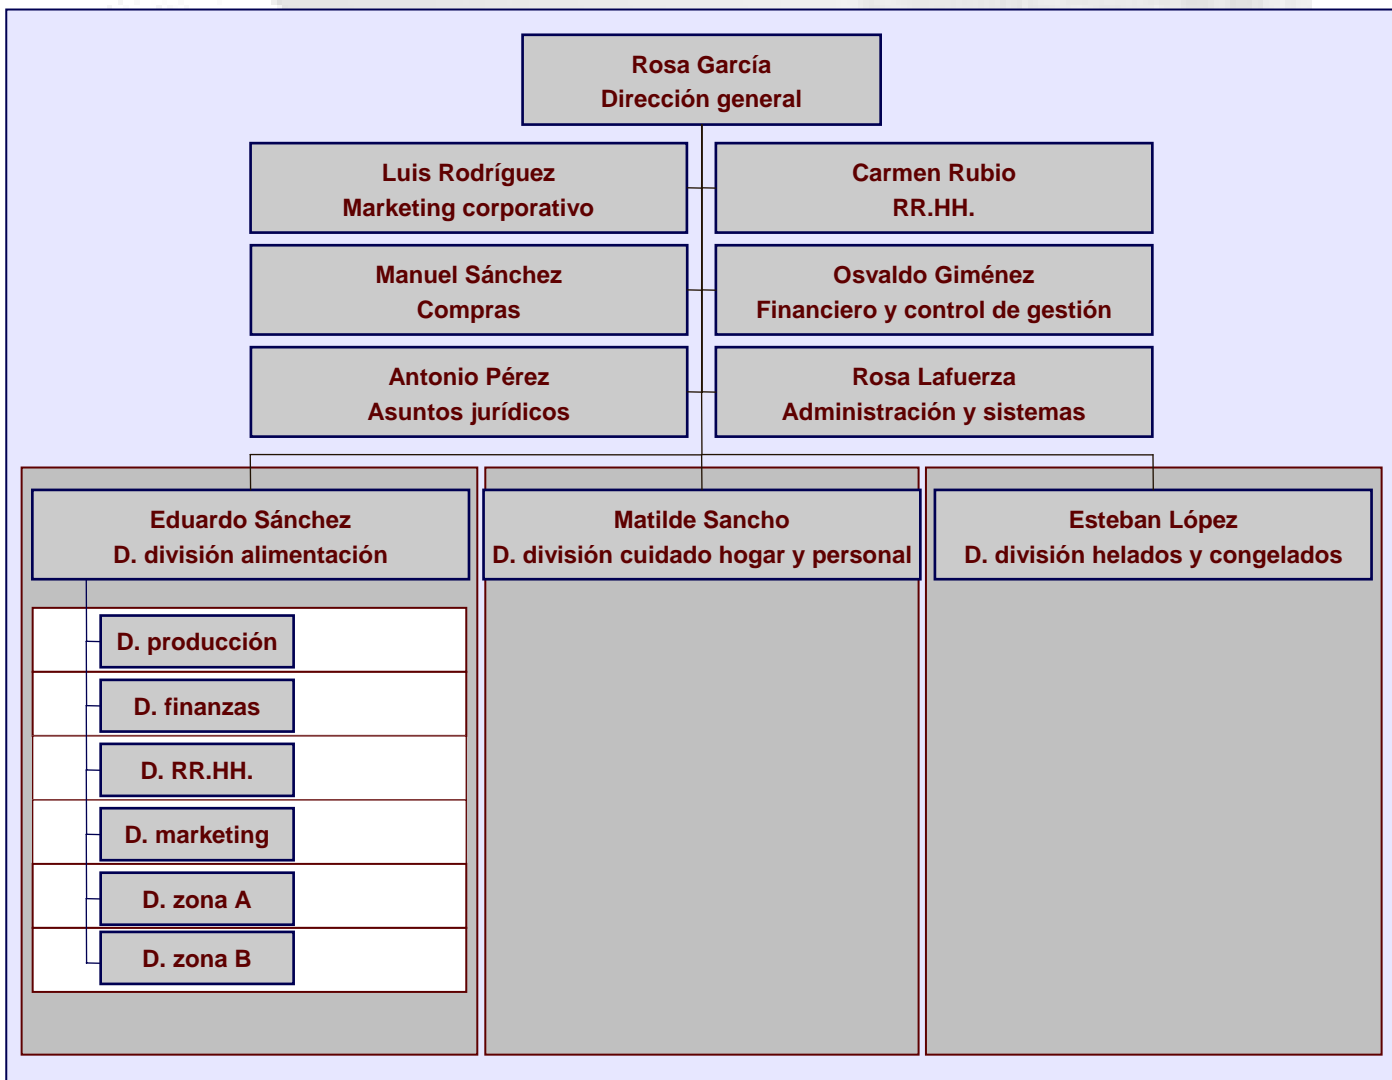 Rosa García
Dirección general
Luis Rodríguez
Marketing corporativo
Carmen Rubio
RR.HH.
Manuel Sánchez
Compras
Osvaldo Giménez
Financiero y control de gestión
Antonio Pérez
Asuntos jurídicos
Rosa Lafuerza
Administración y sistemas
Eduardo Sánchez
D. división alimentación
Matilde Sancho
D. división cuidado hogar y personal
Esteban López
D. división helados y congelados
D. producción
D. finanzas
D. RR.HH.
D. marketing
D. zona A
D. zona B